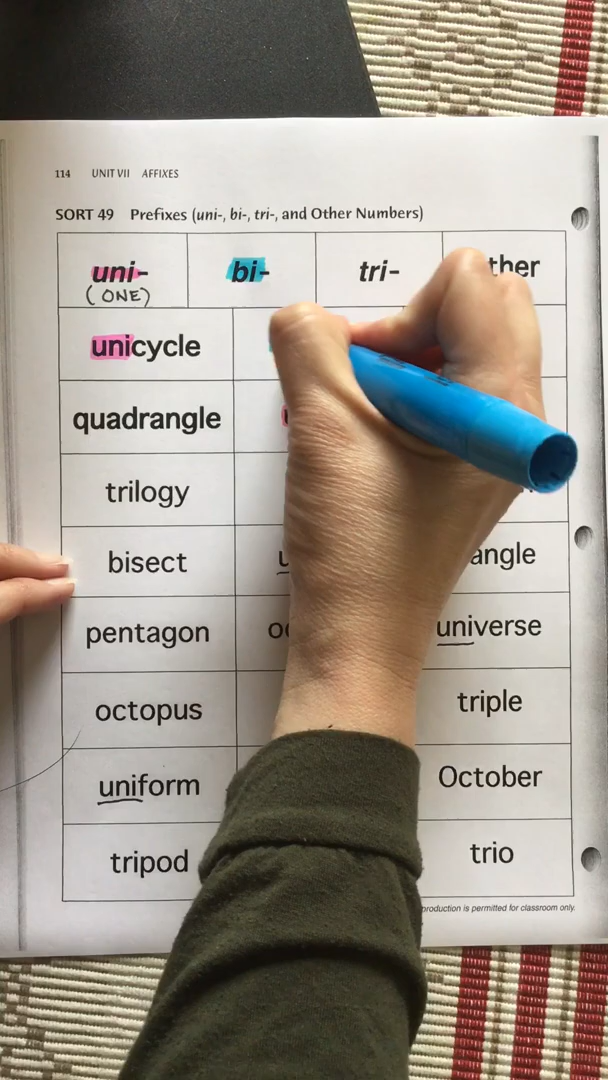 114 UNIT VII AFFIXES
SORT 49 Prefixes (uni-, bi-, tri-, and Other Numbers)
uni- bi- tri- ther
(ONE)
unicycle
quadrangle
trilogy
bisect angle
pentagon universe
octopus triple
uniform October
tripod trio
production is permitted for classroom only.